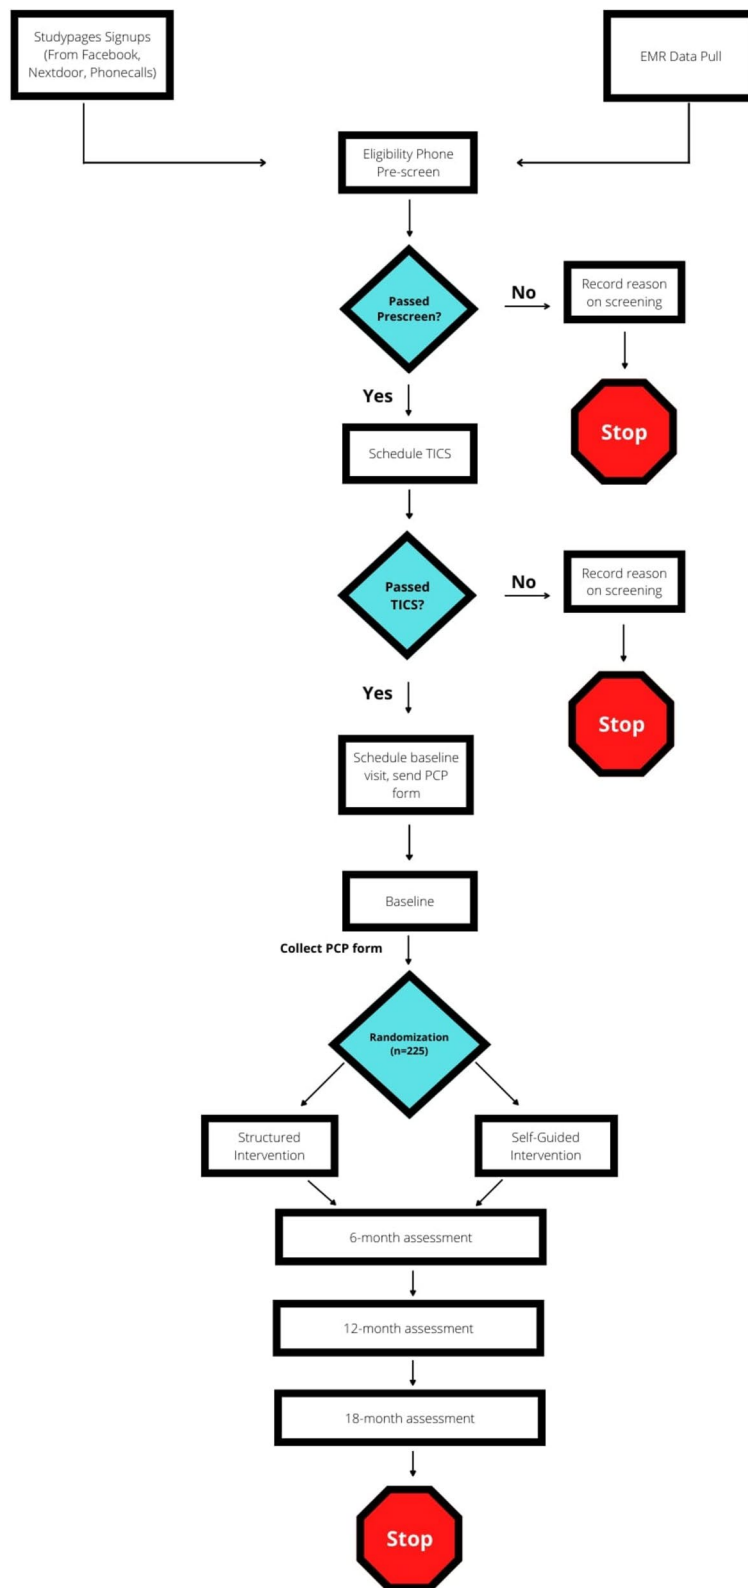 Studypages Signups
(From Facebook,
Nextdoor, Phonecalls)
EMR Data Pull
Eligibility Phone
Pre-screen
Passed
Prescreen?
No
Record reason
on screening
Yes
Stop
Schedule TICS
Passed
TICS?
No
Record reason
on screening
Yes
Stop
Schedule baseline
visit, send PCP
form
Baseline
Collect PCP form
Randomization
(n=225)
Structured
Intervention
Self-Guided
Intervention
6-month assessment
12-month assessment
18-month assessment
Stop